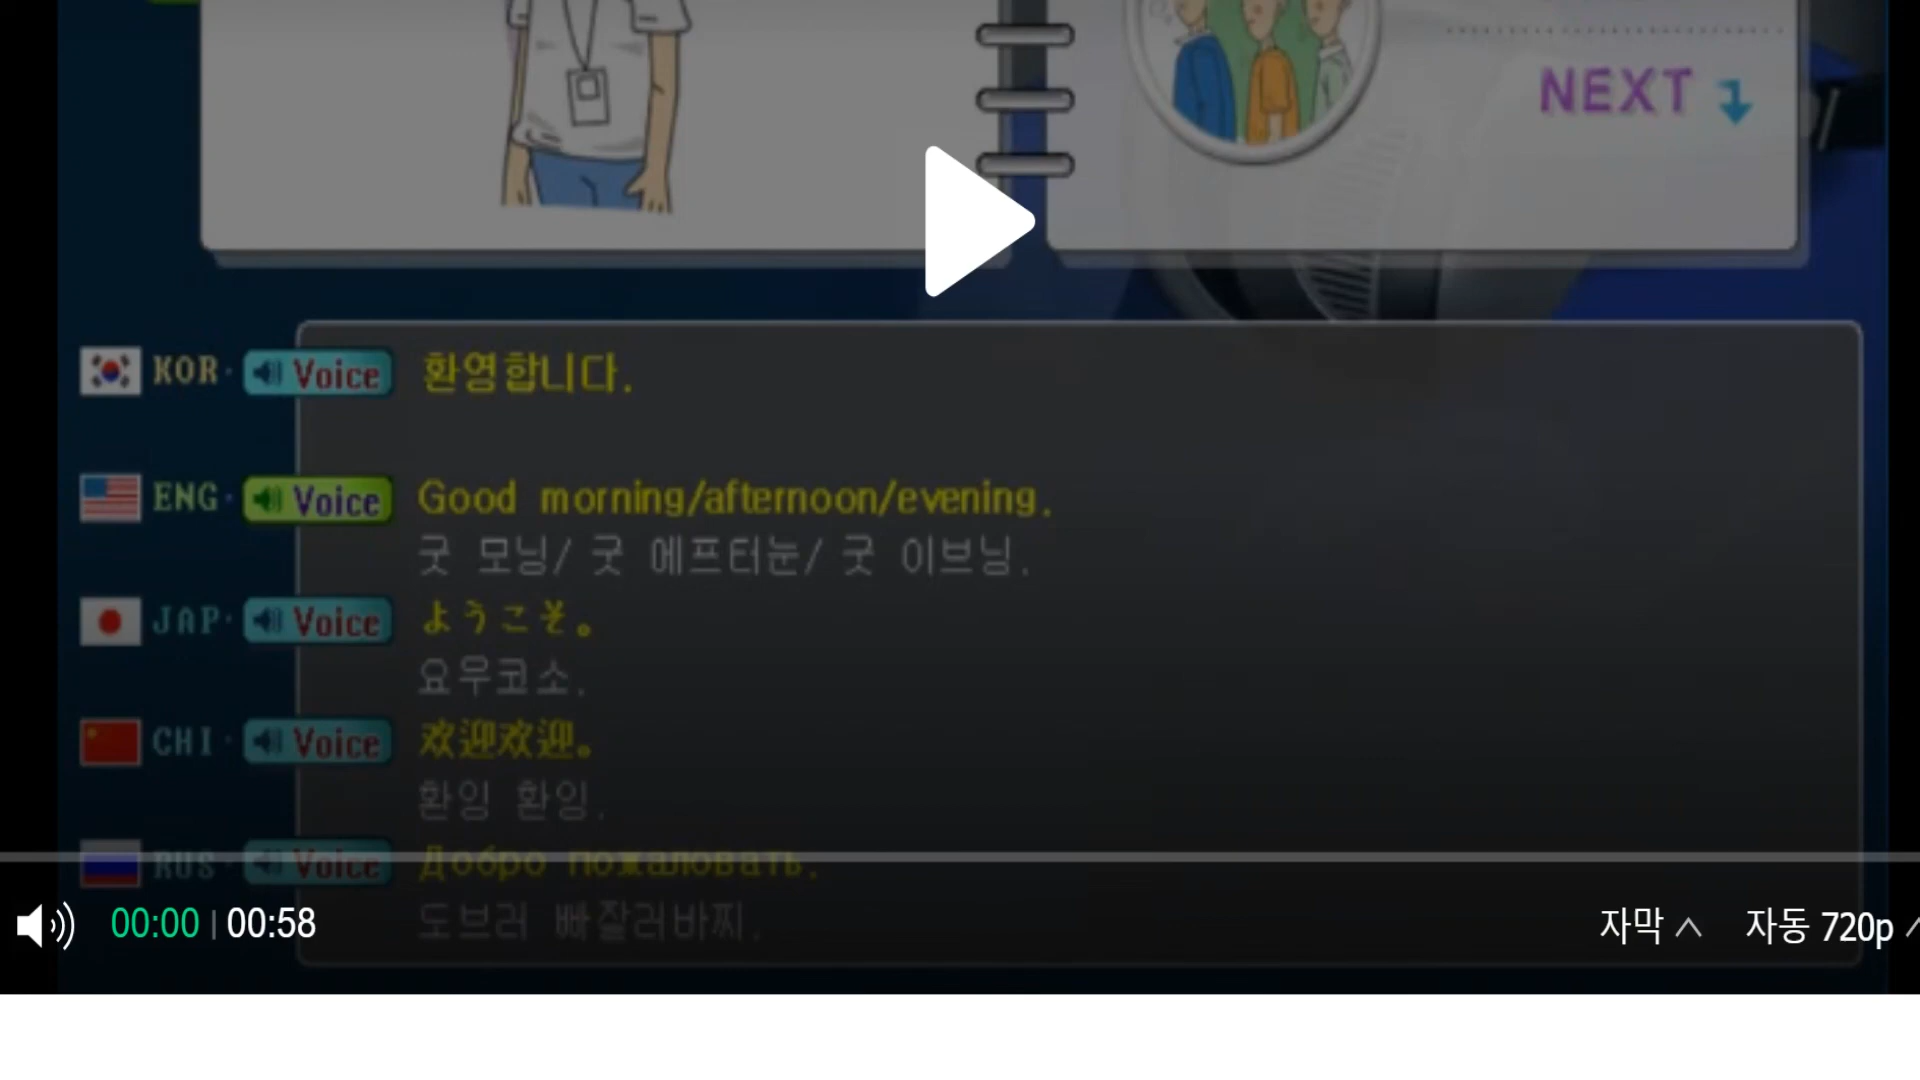 NEXT
KOR · Voice 환영합니다.
ENG · Voice Good morning/afternoon/evening.
굿 모닝/ 굿 에프터눈/ 굿 이브닝.
JAP · Voice ようこそ。
요우코소.
CHI · Voice 欢迎欢迎。
환잉 환잉.
RUS · Voice Добро пожаловать.
도브러 빠잘러바찌.
00:00 | 00:58 자막 자동 720p